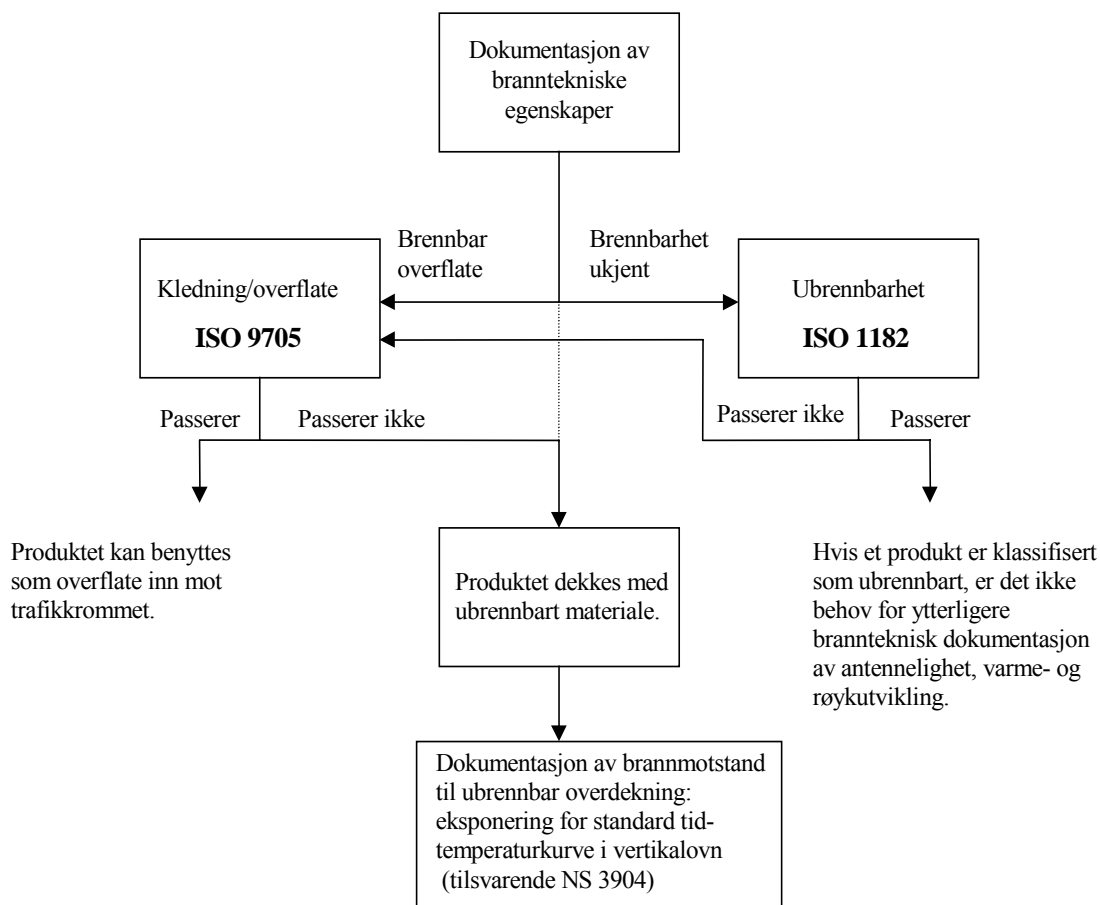 Dokumentasjon av
branntekniske
egenskaper
Brennbar
overflate
Brennbarhet
ukjent
Kledning/overflate
ISO 9705
Ubrennbarhet
ISO 1182
Passerer
Passerer ikke
Passerer ikke
Passerer
Produktet kan benyttes
som overflate inn mot
trafikkrommet.
Produktet dekkes med
ubrennbart materiale.
Hvis et produkt er klassifisert
som ubrennbart, er det ikke
behov for ytterligere
brannteknisk dokumentasjon
av antennelighet, varme- og
røykutvikling.
Dokumentasjon av brannmotstand
til ubrennbar overdekning:
eksponering for standard tid-
temperaturkurve i vertikalovn
(tilsvarende NS 3904)